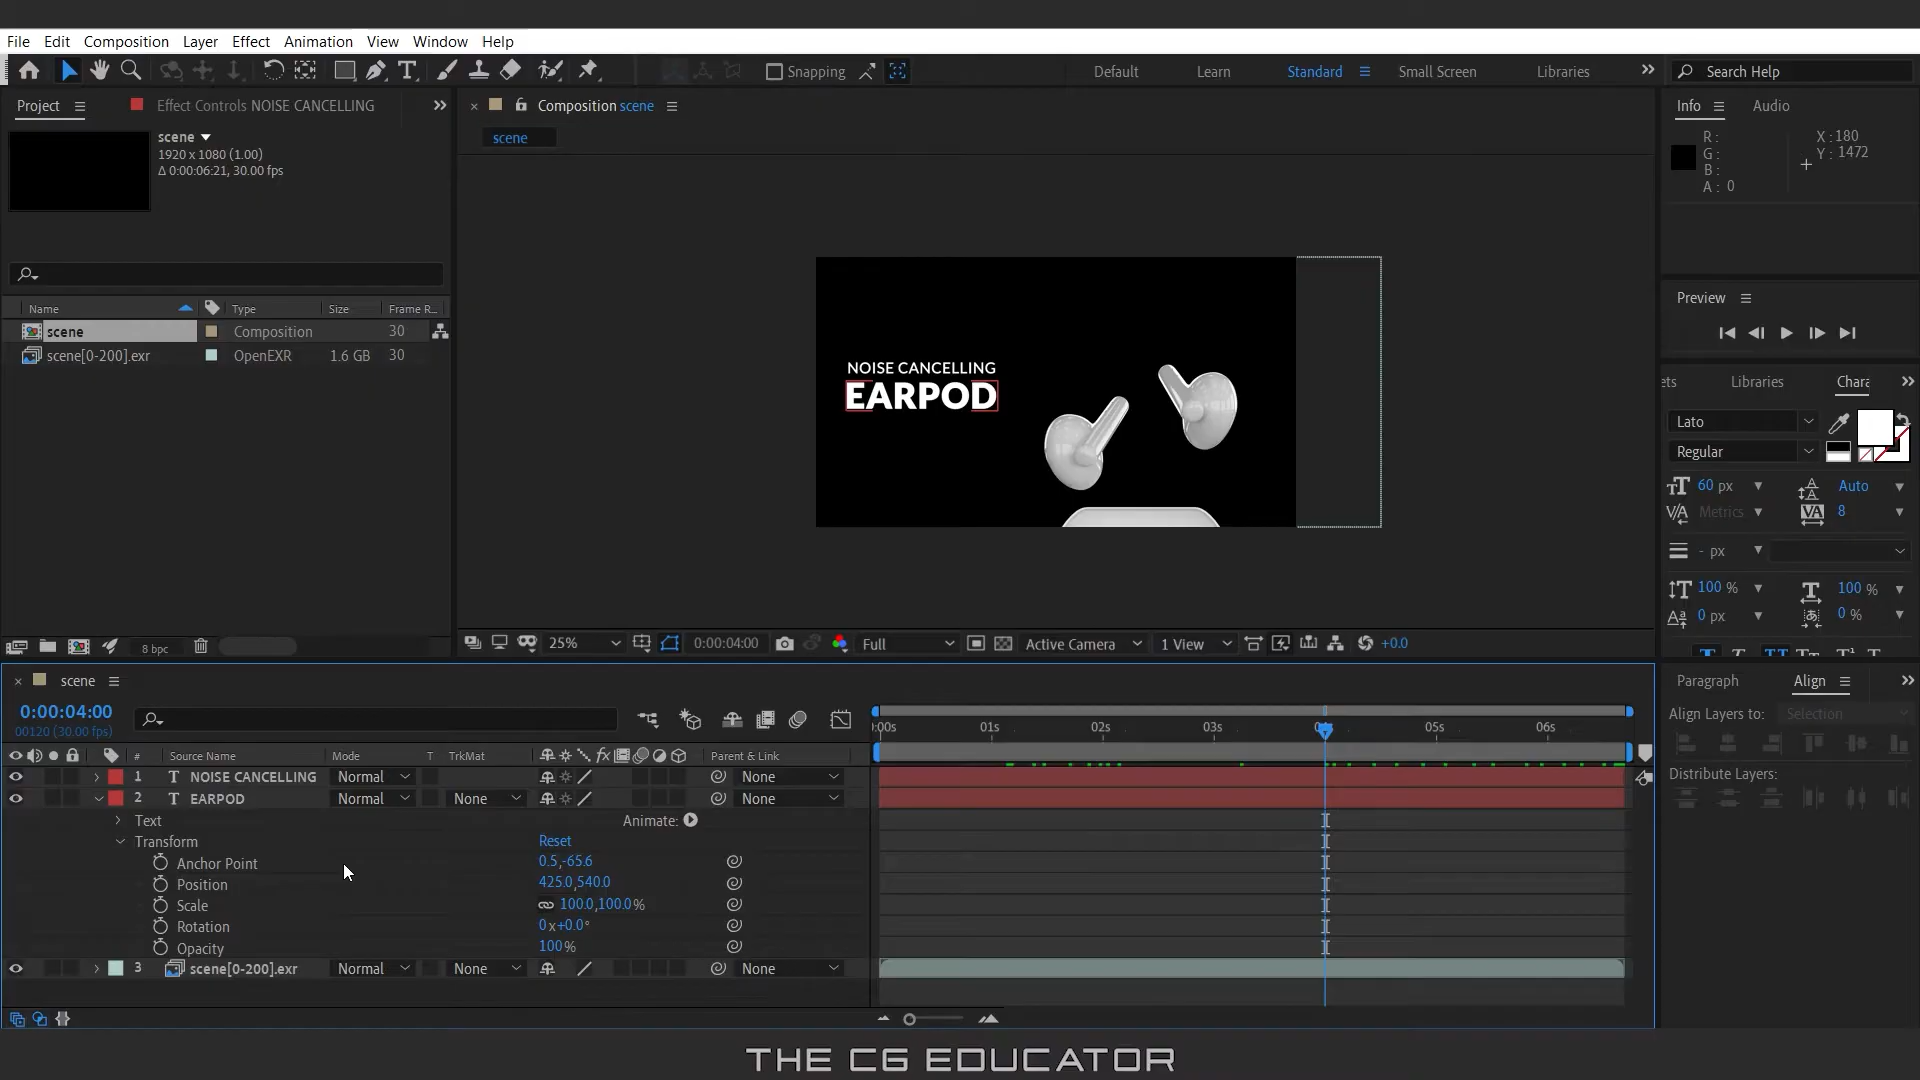 File Edit Composition Layer Effect Animation View Window Help
Snapping Default Learn Standard Small Screen Libraries Search Help
Project Effect Controls NOISE CANCELLING
Composition scene
Info Audio
scene
1920 x 1080 (1.00)
Δ 0:00:06:21, 30.00 fps
scene
R :
G :
B :
A : 0
X : 180
Y : 1472
Name Type Size Frame R...
scene Composition 30
scene[0-200].exr OpenEXR 1.6 GB 30
NOISE CANCELLING
EARPOD
Preview
ets Libraries Chara
Lato
Regular
60 px Auto
Metrics 8
- px
100 % 100 %
0 px 0 %
8 bpc
25% 0:00:04:00 Full Active Camera 1 View +0.0
scene
0:00:04:00
00120 (30.00 fps)
:00s 01s 02s 03s 05s 06s
# Source Name Mode T TrkMat Parent & Link
1 T NOISE CANCELLING Normal None
2 T EARPOD Normal None None
Text Animate:
Transform Reset
Anchor Point 0.5,-65.6
Position 425.0,540.0
Scale 100.0,100.0%
Rotation 0x+0.0°
Opacity 100%
3 scene[0-200].exr Normal None None
Paragraph Align
Align Layers to: Selection
Distribute Layers:
THE CG EDUCATOR